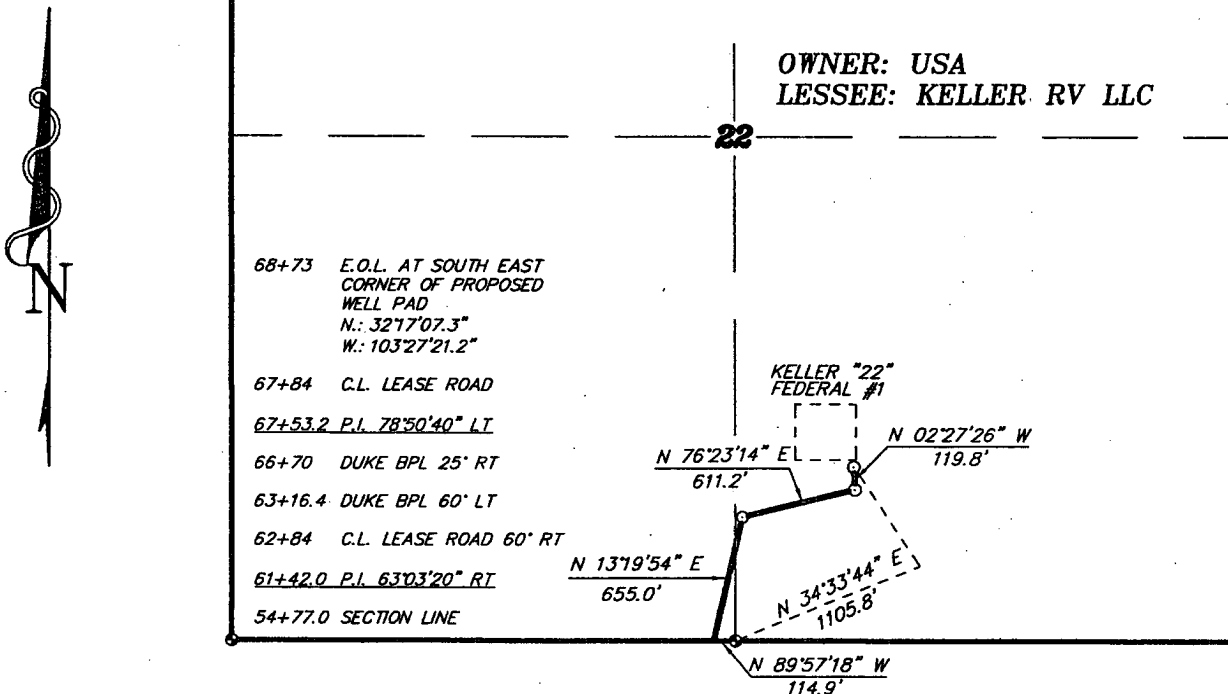 OWNER: USA
LESSEE: KELLER RV LLC
22
N
68+73 E.O.L. AT SOUTH EAST
CORNER OF PROPOSED
WELL PAD
N.: 32°17'07.3"
W.: 103°27'21.2"
67+84 C.L. LEASE ROAD
67+53.2 P.I. 78°50'40" LT
66+70 DUKE BPL 25° RT
63+16.4 DUKE BPL 60° LT
62+84 C.L. LEASE ROAD 60° RT
61+42.0 P.I. 63°03'20" RT
54+77.0 SECTION LINE
KELLER "22"
FEDERAL #1
N 02°27'26" W
119.8'
N 76°23'14" E
611.2'
N 13°19'54" E
655.0'
N 34°33'44" E
1105.8'
N 89°57'18" W
114.9'